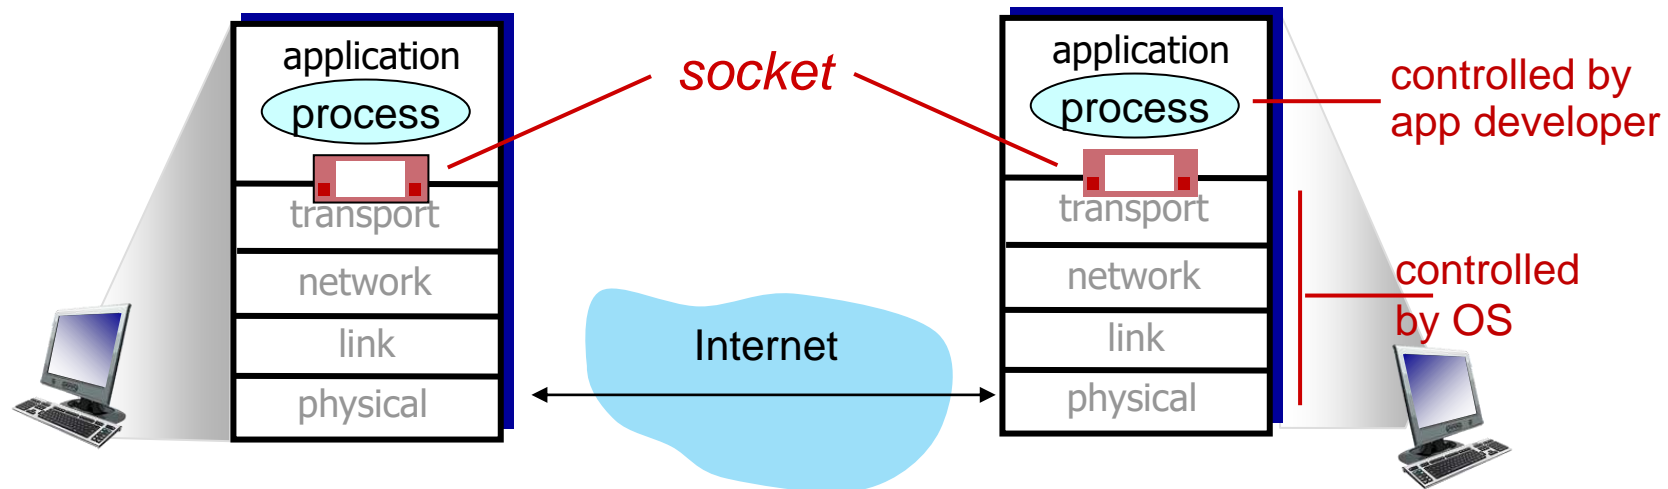 application
process
transport
network
link
physical
socket
Internet
application
process
transport
network
link
physical
controlled by
app developer
controlled
by OS